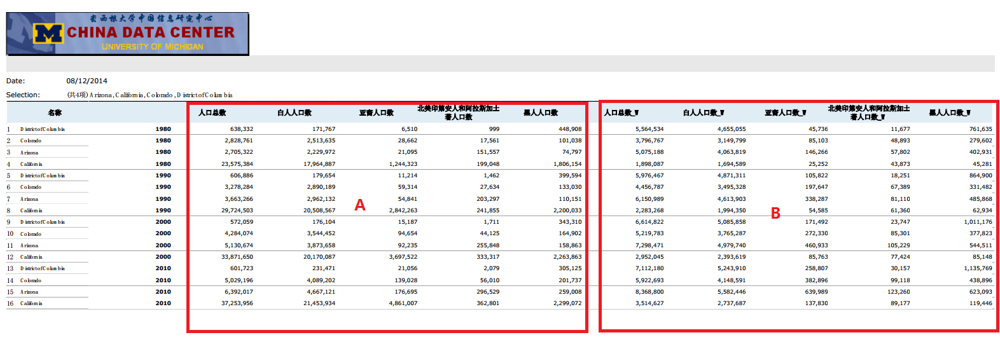 密西根大学中国信息研究中心
CHINA DATA CENTER
UNIVERSITY OF MICHIGAN
Date: 08/12/2014
Selection: (共4项)Arizona,California,Colorado,DistrictofColumbia
名称 人口总数 白人人口数 亚裔人口数 北美印第安人和阿拉斯加土著人口数 黑人人口数 人口总数_W 白人人口数_W 亚裔人口数_W 北美印第安人和阿拉斯加土著人口数_W 黑人人口数_W
1 DistrictofColumbia 1980 638,332 171,767 6,510 999 448,908 5,564,534 4,655,055 45,736 11,677 761,635
2 Colorado 1980 2,828,761 2,513,635 28,662 17,561 101,038 3,796,767 3,149,799 85,103 48,893 279,602
3 Arizona 1980 2,705,322 2,229,972 21,095 151,557 74,797 5,075,188 4,063,819 146,266 57,802 402,931
4 California 1980 23,575,384 17,964,887 1,244,323 199,048 1,806,154 1,898,087 1,694,589 25,252 43,873 45,281
5 DistrictofColumbia 1990 606,886 179,654 11,214 1,462 399,594 5,976,467 4,871,311 105,822 18,251 864,900
6 Colorado 1990 3,278,284 2,890,189 59,314 27,634 133,030 4,456,787 3,495,328 197,647 67,389 331,482
7 Arizona 1990 3,663,266 2,962,132 54,841 203,297 110,151 6,150,989 4,613,903 338,287 81,110 485,868
8 California 1990 29,724,503 20,508,567 2,842,263 241,855 2,200,033 2,283,268 1,994,350 54,585 61,360 62,934
A
B
9 DistrictofColumbia 2000 572,059 176,104 15,187 1,711 343,310 6,614,822 5,085,858 171,492 23,747 1,011,176
10 Colorado 2000 4,284,074 3,544,452 94,654 44,125 164,902 5,219,783 3,765,287 272,330 85,301 377,823
11 Arizona 2000 5,130,674 3,873,658 92,235 255,848 158,863 7,298,471 4,979,740 460,933 105,229 544,511
12 California 2000 33,871,650 20,170,087 3,697,522 333,317 2,263,863 2,952,045 2,393,619 85,763 77,424 85,148
13 DistrictofColumbia 2010 601,723 231,471 21,056 2,079 305,125 7,112,180 5,243,910 258,807 30,157 1,135,769
14 Colorado 2010 5,029,196 4,089,202 139,028 56,010 201,737 5,922,693 4,148,591 382,896 99,118 438,896
15 Arizona 2010 6,392,017 4,667,121 176,695 296,529 259,008 8,368,800 5,582,446 639,989 123,260 623,093
16 California 2010 37,253,956 21,453,934 4,861,007 362,801 2,299,072 3,514,627 2,737,687 137,830 89,177 119,446